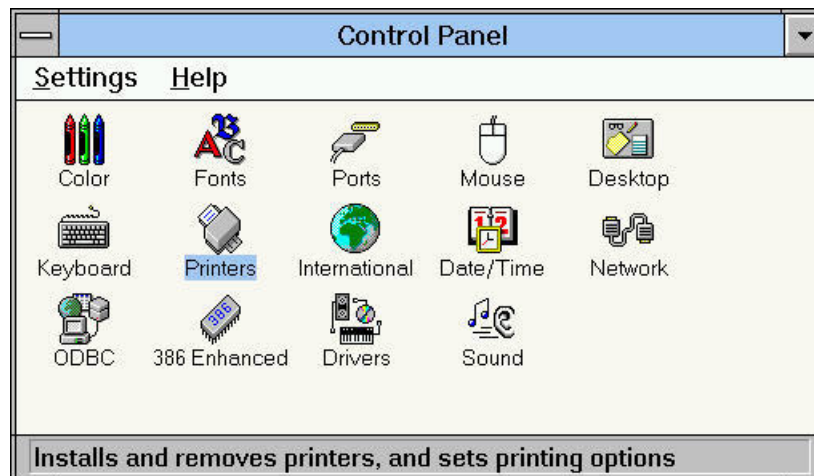 Control Panel
Settings Help
Color Fonts Ports Mouse Desktop
Keyboard Printers International Date/Time Network
386
ODBC 386 Enhanced Drivers Sound
Installs and removes printers, and sets printing options